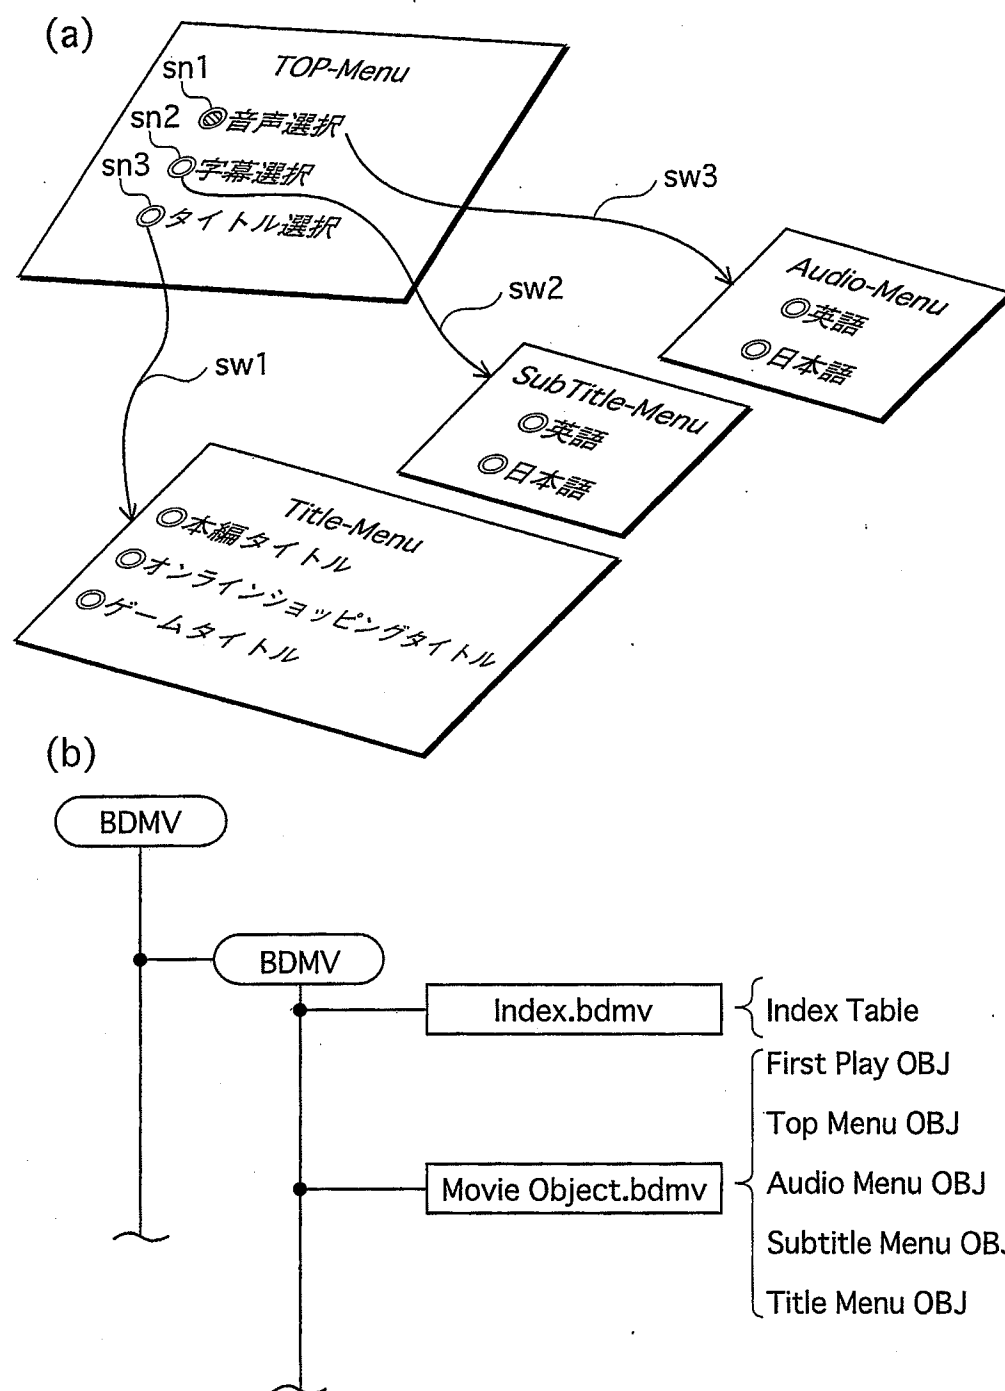 (a)
TOP-Menu
sn1
◎音声選択
sn2
◎字幕選択
sn3
◎タイトル選択
sw3
sw2
sw1
Audio-Menu
◎英語
◎日本語
SubTitle-Menu
◎英語
◎日本語
Title-Menu
◎本編タイトル
◎オンラインショッピングタイトル
◎ゲームタイトル
(b)
BDMV
BDMV
Index.bdmv
Index Table
Movie Object.bdmv
First Play OBJ
Top Menu OBJ
Audio Menu OBJ
Subtitle Menu OBJ
Title Menu OBJ